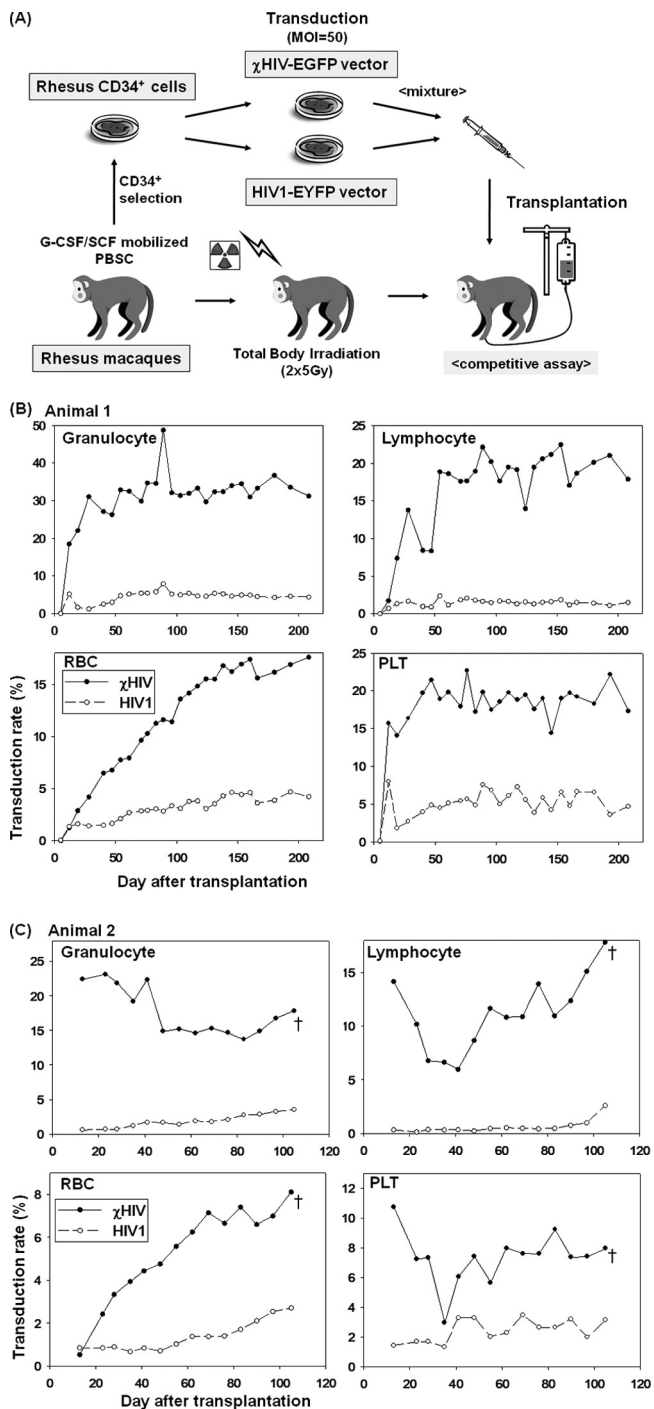 (A)
Transduction
(MOI=50)
χHIV-EGFP vector
Rhesus CD34⁺ cells
<mixture>
HIV1-EYFP vector
CD34⁺
selection
Transplantation
G-CSF/SCF mobilized
PBSC
Rhesus macaques
Total Body Irradiation
(2x5Gy)
<competitive assay>
(B) Animal 1
Granulocyte
50
40
30
20
10
0
0 50 100 150 200
Lymphocyte
25
20
15
10
5
0
0 50 100 150 200
Transduction rate (%)
RBC
χHIV
HIV1
15
10
5
0
0 50 100 150 200
PLT
25
20
15
10
5
0
0 50 100 150 200
Day after transplantation
(C) Animal 2
Granulocyte
25
20
15
10
5
0
0 20 40 60 80 100 120
†
Lymphocyte
15
10
5
0
0 20 40 60 80 100 120
†
Transduction rate (%)
RBC
χHIV
HIV1
8
6
4
2
0
0 20 40 60 80 100 120
†
PLT
12
10
8
6
4
2
0
0 20 40 60 80 100 120
†
Day after transplantation